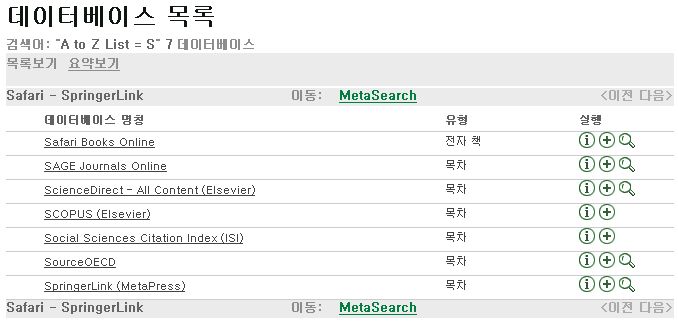 데이터베이스 목록
검색어: "A to Z List = S" 7 데이터베이스
목록보기 요약보기
Safari - SpringerLink 이동: MetaSearch <이전 다음>
데이터베이스 명칭 유형 실행
Safari Books Online 전자 책
SAGE Journals Online 목차
ScienceDirect - All Content (Elsevier) 목차
SCOPUS (Elsevier) 목차
Social Sciences Citation Index (ISI) 목차
SourceOECD 목차
SpringerLink (MetaPress) 목차
Safari - SpringerLink 이동: MetaSearch <이전 다음>